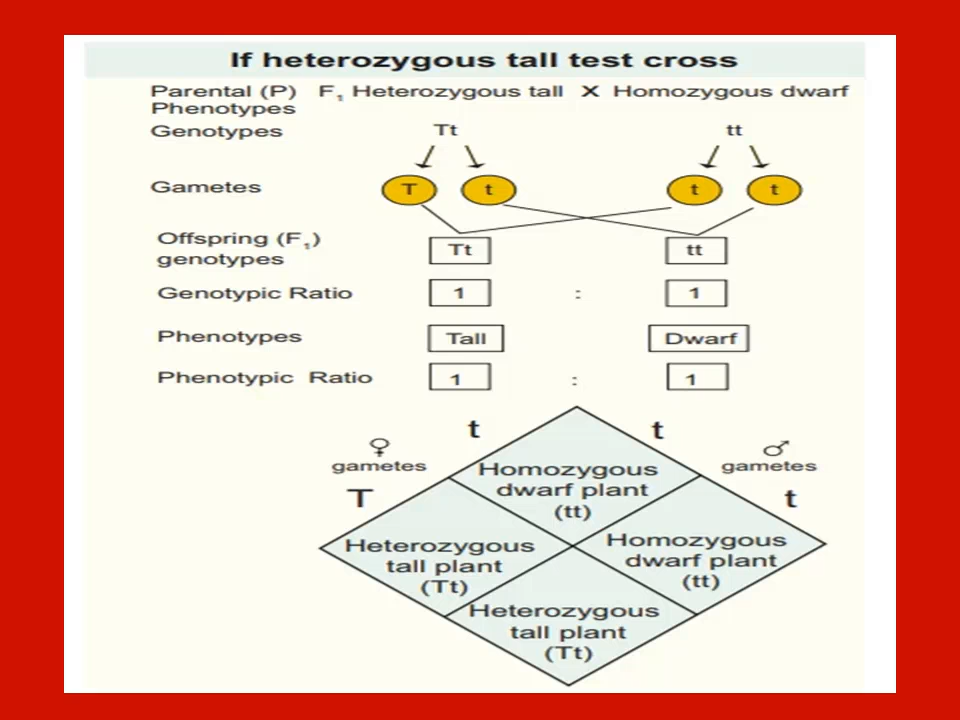 If heterozygous tall test cross
Parental (P) F₁ Heterozygous tall X Homozygous dwarf
Phenotypes
Genotypes Tt tt
Gametes T t t t
Offspring (F₁)
genotypes Tt tt
Genotypic Ratio 1 : 1
Phenotypes Tall Dwarf
Phenotypic Ratio 1 : 1
t t
♀ ♂
gametes gametes
T t
Homozygous
dwarf plant
(tt)
Heterozygous
tall plant
(Tt)
Homozygous
dwarf plant
(tt)
Heterozygous
tall plant
(Tt)